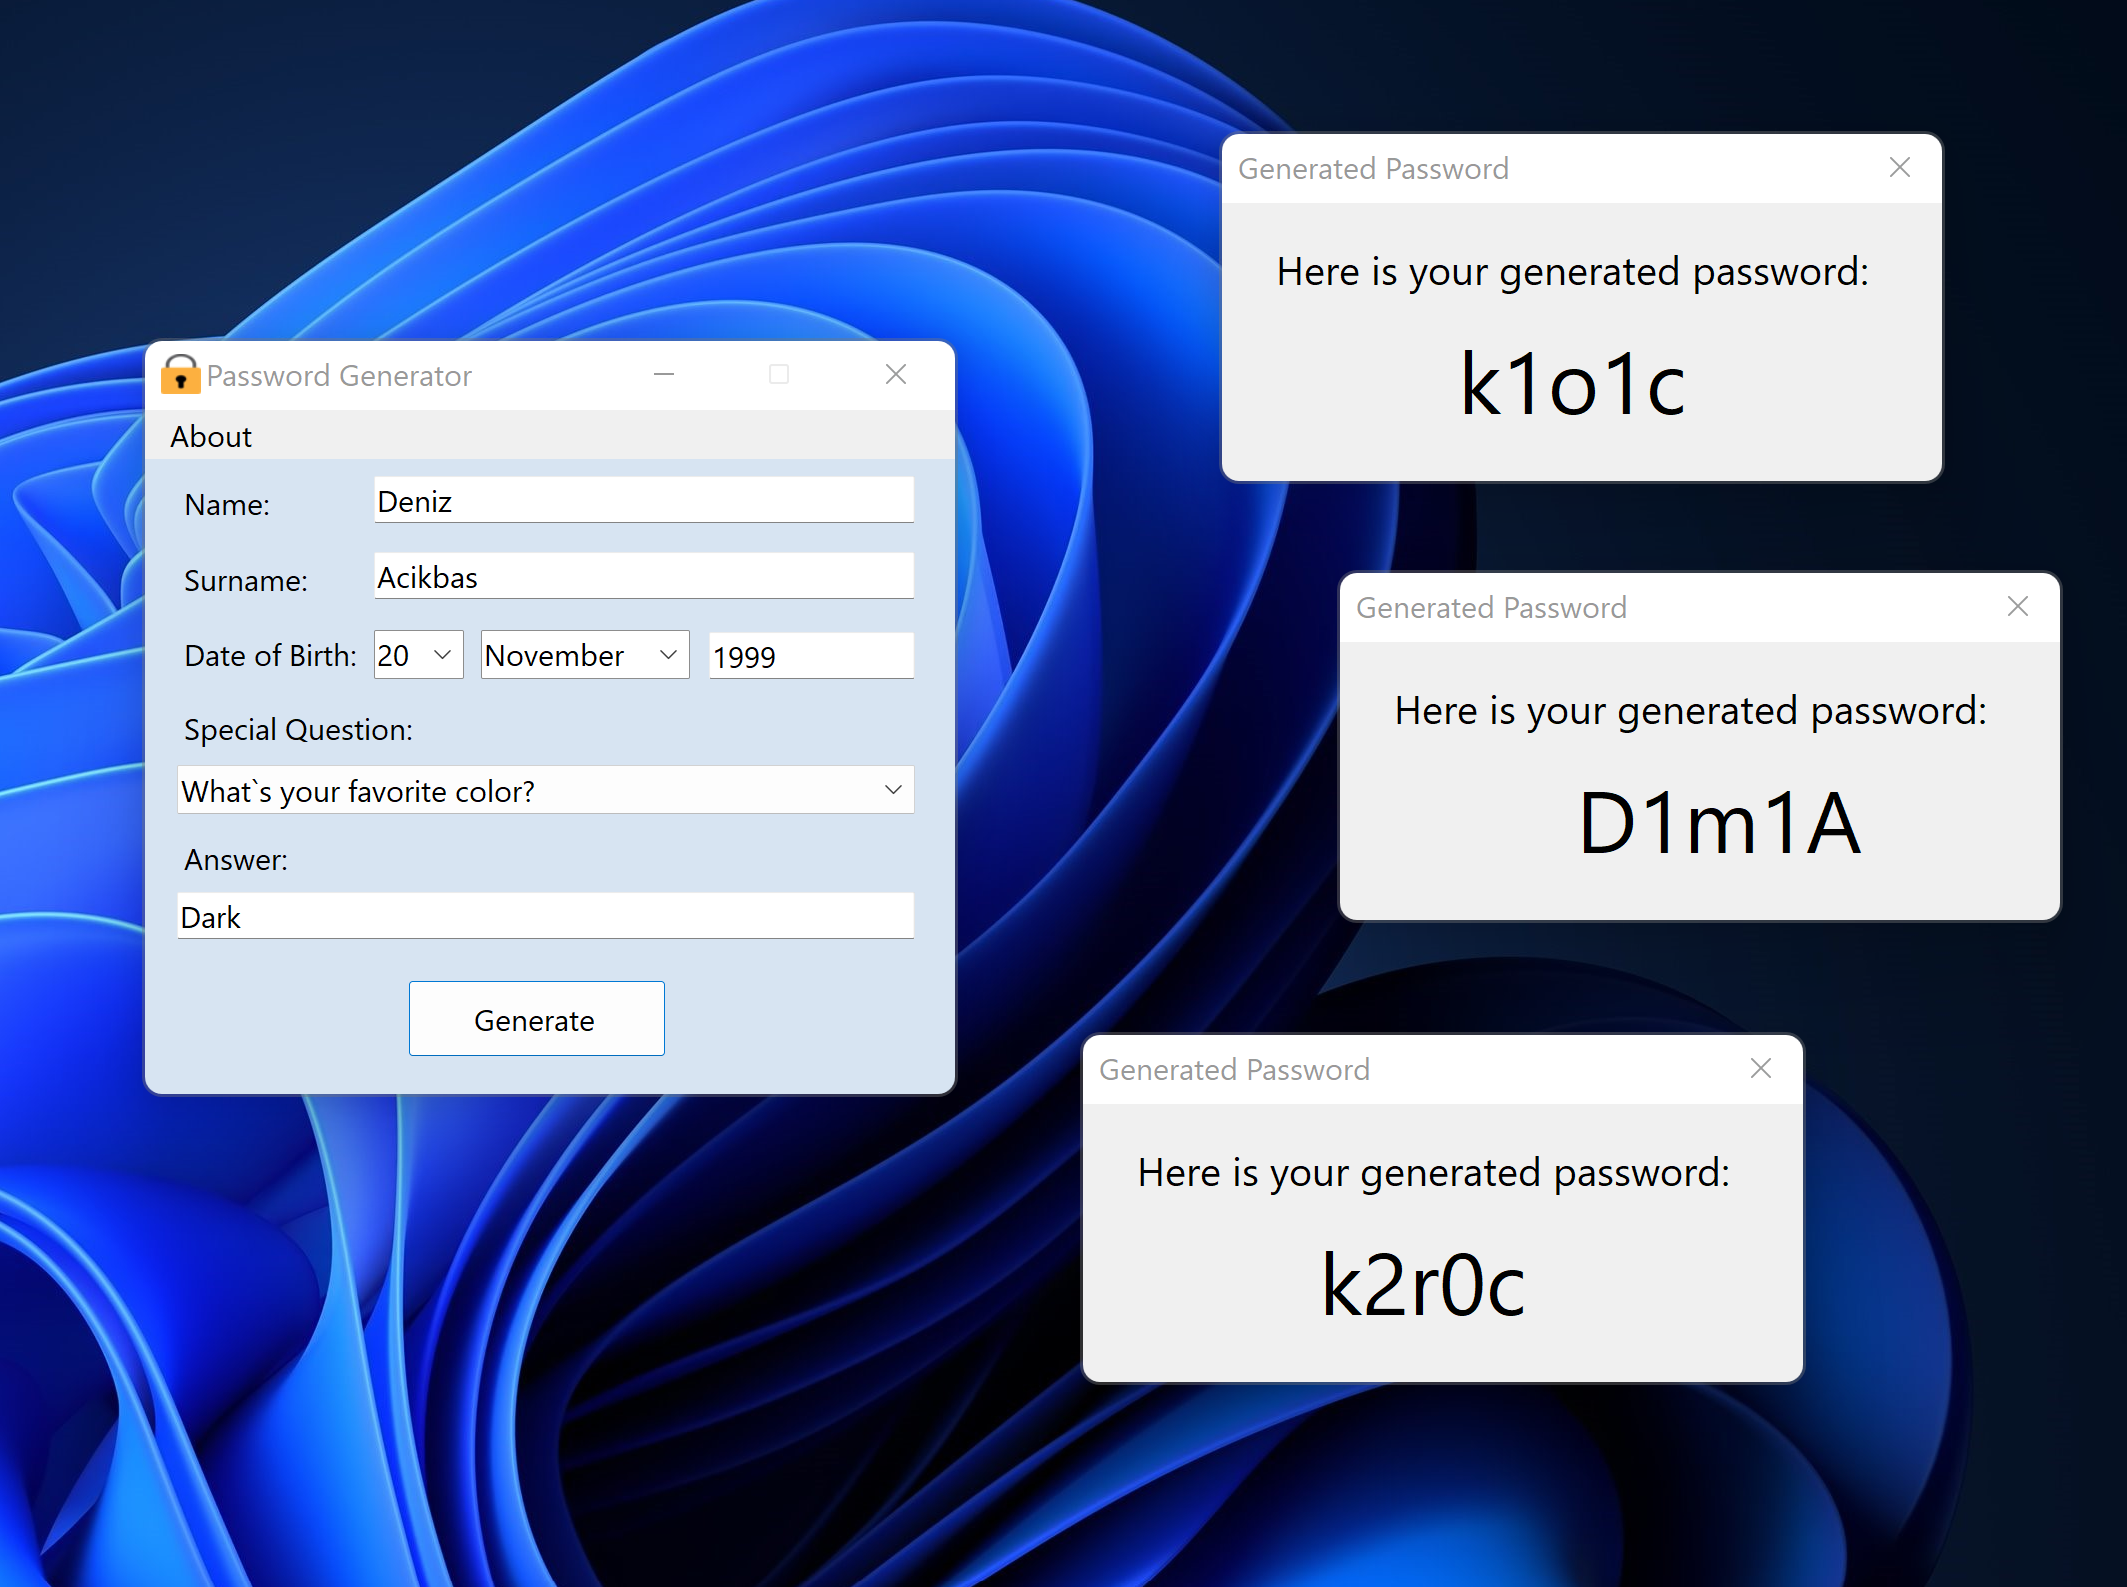 Password Generator
About
Name: Deniz
Surname: Acikbas
Date of Birth: 20 November 1999
Special Question:
What`s your favorite color?
Answer:
Dark
Generate
Generated Password
Here is your generated password:
k1o1c
Generated Password
Here is your generated password:
D1m1A
Generated Password
Here is your generated password:
k2r0c